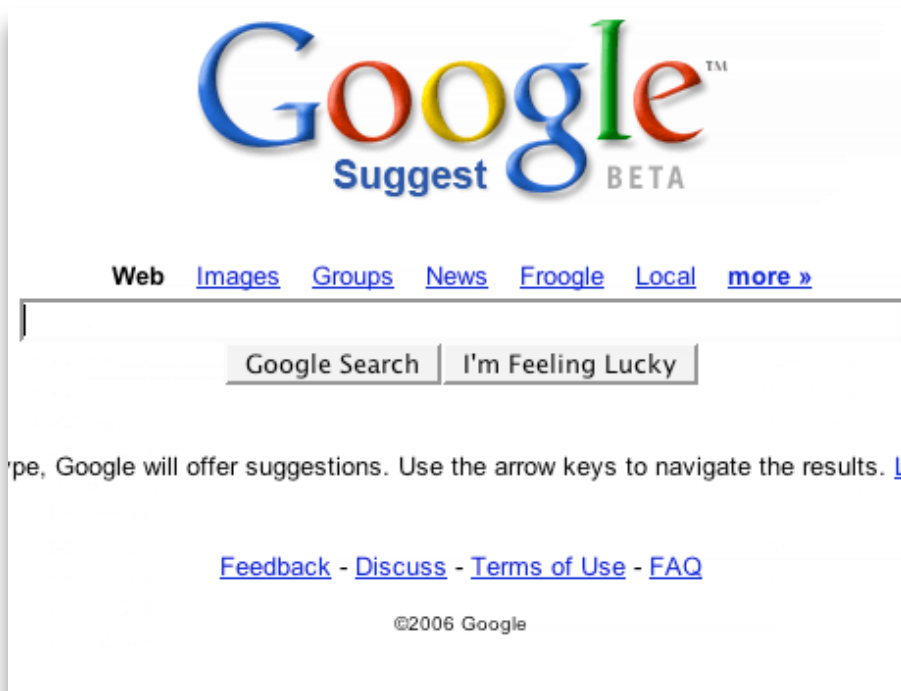 Google™
Suggest BETA
Web Images Groups News Froogle Local more »
Google Search I'm Feeling Lucky
pe, Google will offer suggestions. Use the arrow keys to navigate the results. L
Feedback - Discuss - Terms of Use - FAQ
©2006 Google